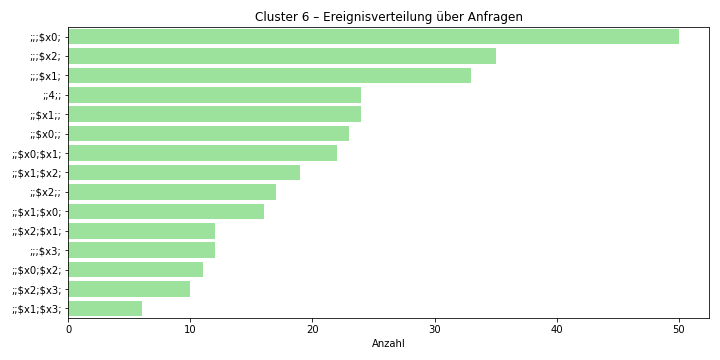 Cluster 6 – Ereignisverteilung über Anfragen
;;;$x0;
;;;$x2;
;;;$x1;
;;4;;
;;$x1;;
;;$x0;;
;;$x0;$x1;
;;$x1;$x2;
;;$x2;;
;;$x1;$x0;
;;$x2;$x1;
;;;$x3;
;;$x0;$x2;
;;$x2;$x3;
;;$x1;$x3;
0 10 20 30 40 50
Anzahl